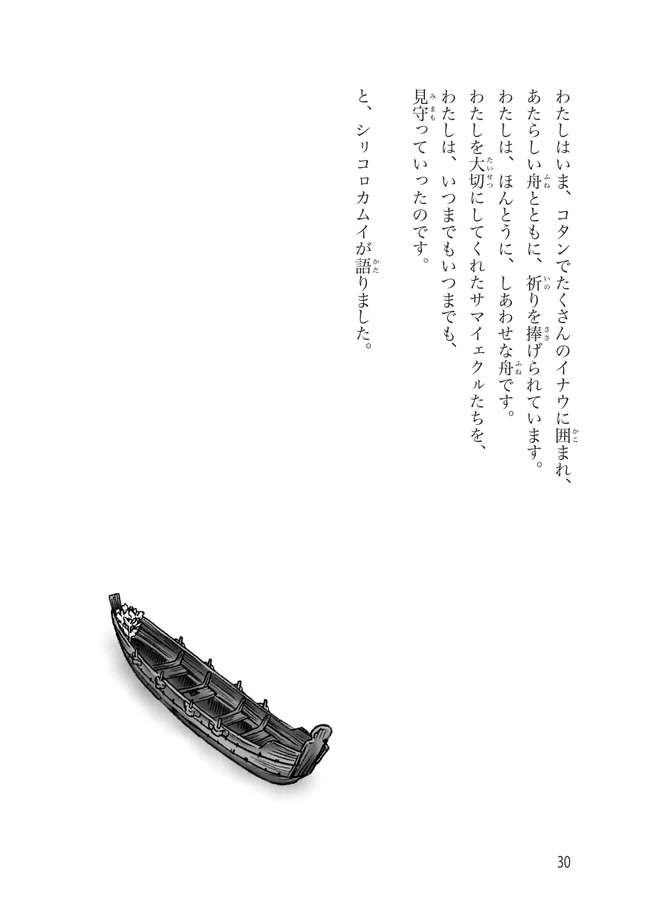 わたしはいま、コタンでたくさんのイナウに囲まれ、
あたらしい舟とともに、祈りを捧げられています。
わたしは、ほんとうに、しあわせな舟です。
わたしを大切にしてくれたサマイェクㇽたちを、
わたしは、いつまでもいつまでも、
見守っていったのです。
と、シリコㇿカムイが語りました。
30